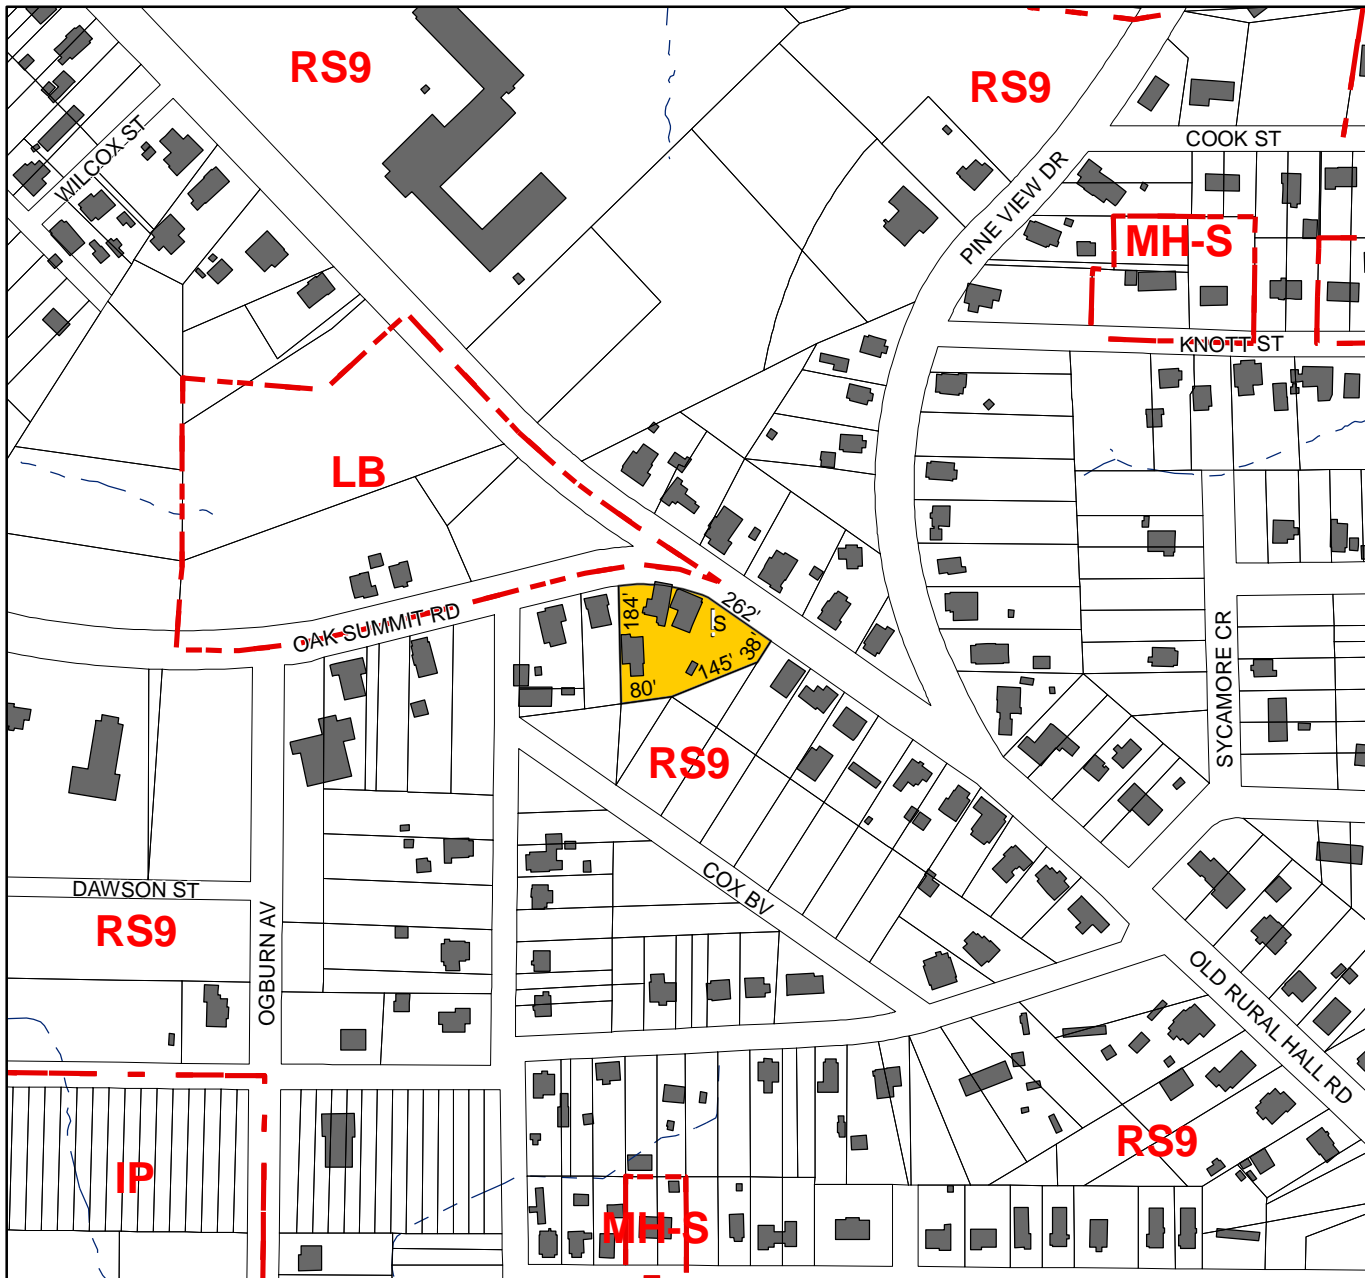 RS9
RS9
WILCOX ST
COOK ST
PINE VIEW DR
MH-S
KNOTT ST
LB
OAK SUMMIT RD
184'
262'
S
38'
145'
80'
SYCAMORE CR
RS9
COX BV
DAWSON ST
RS9
OGBURN AV
OLD RURAL HALL RD
RS9
IP
MH-S